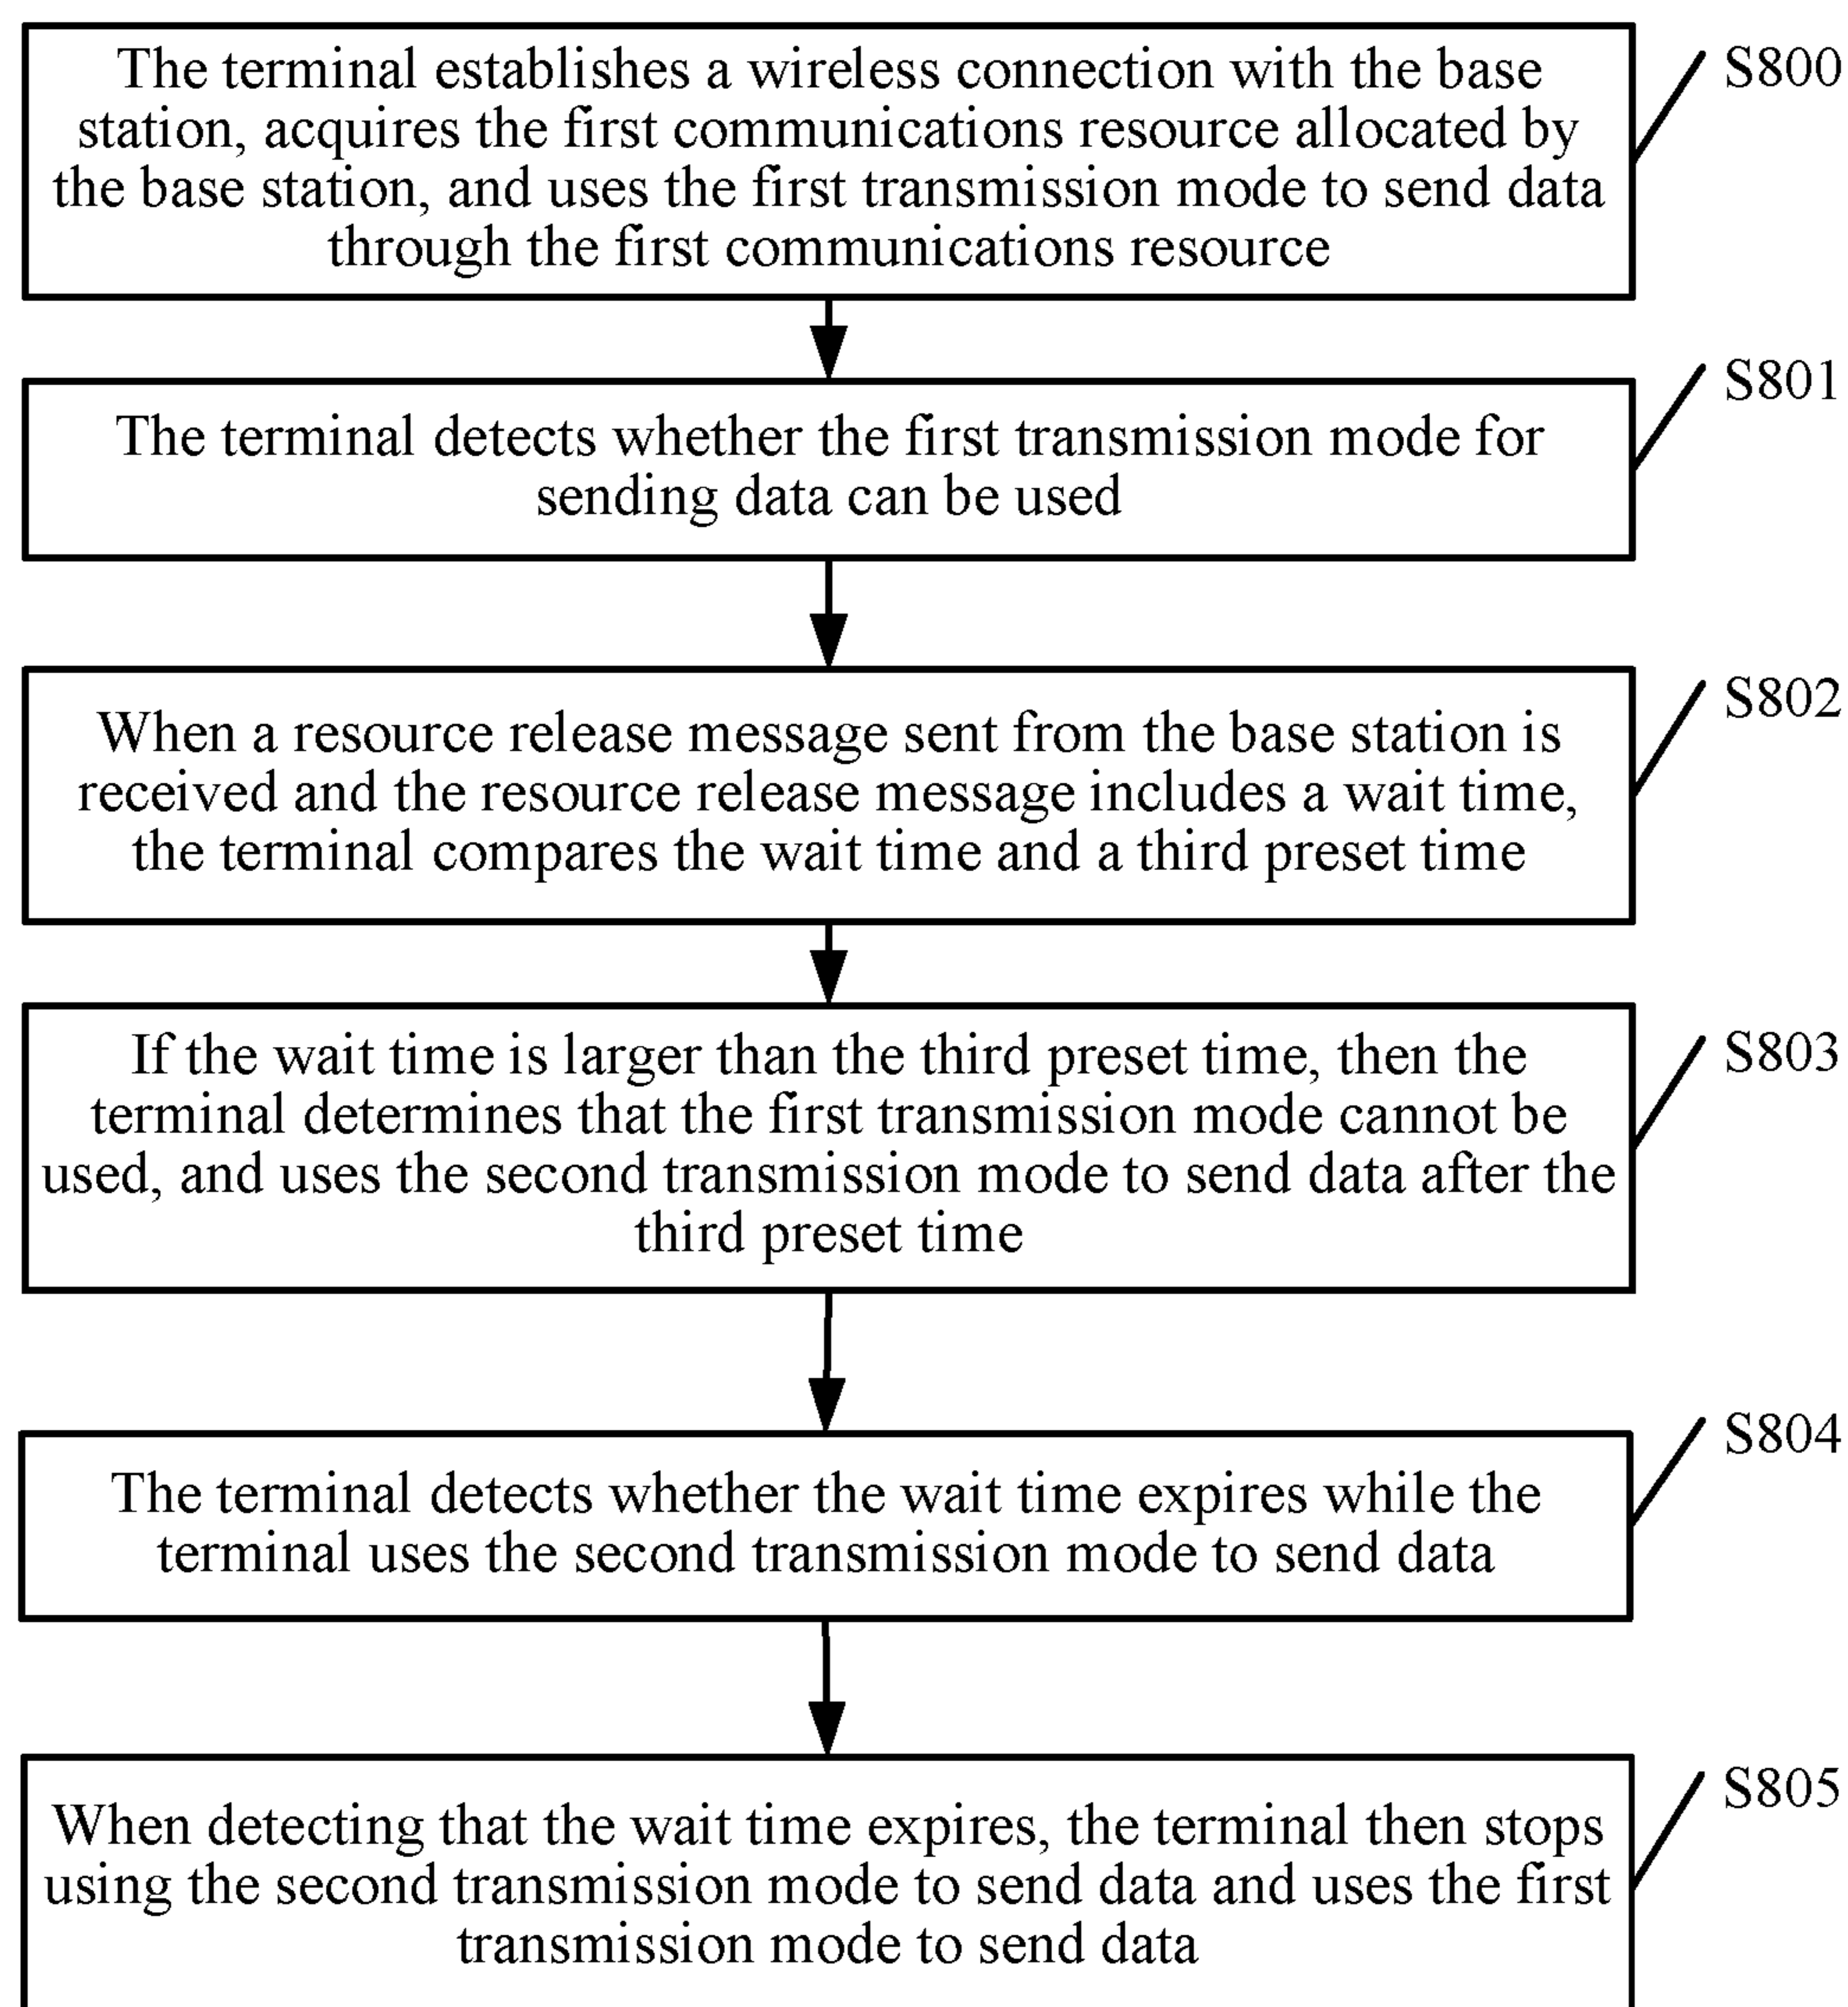 The terminal establishes a wireless connection with the base
station, acquires the first communications resource allocated by
the base station, and uses the first transmission mode to send data
through the first communications resource
S800
The terminal detects whether the first transmission mode for
sending data can be used
S801
When a resource release message sent from the base station is
received and the resource release message includes a wait time,
the terminal compares the wait time and a third preset time
S802
If the wait time is larger than the third preset time, then the
terminal determines that the first transmission mode cannot be
used, and uses the second transmission mode to send data after the
third preset time
S803
The terminal detects whether the wait time expires while the
terminal uses the second transmission mode to send data
S804
When detecting that the wait time expires, the terminal then stops
using the second transmission mode to send data and uses the first
transmission mode to send data
S805